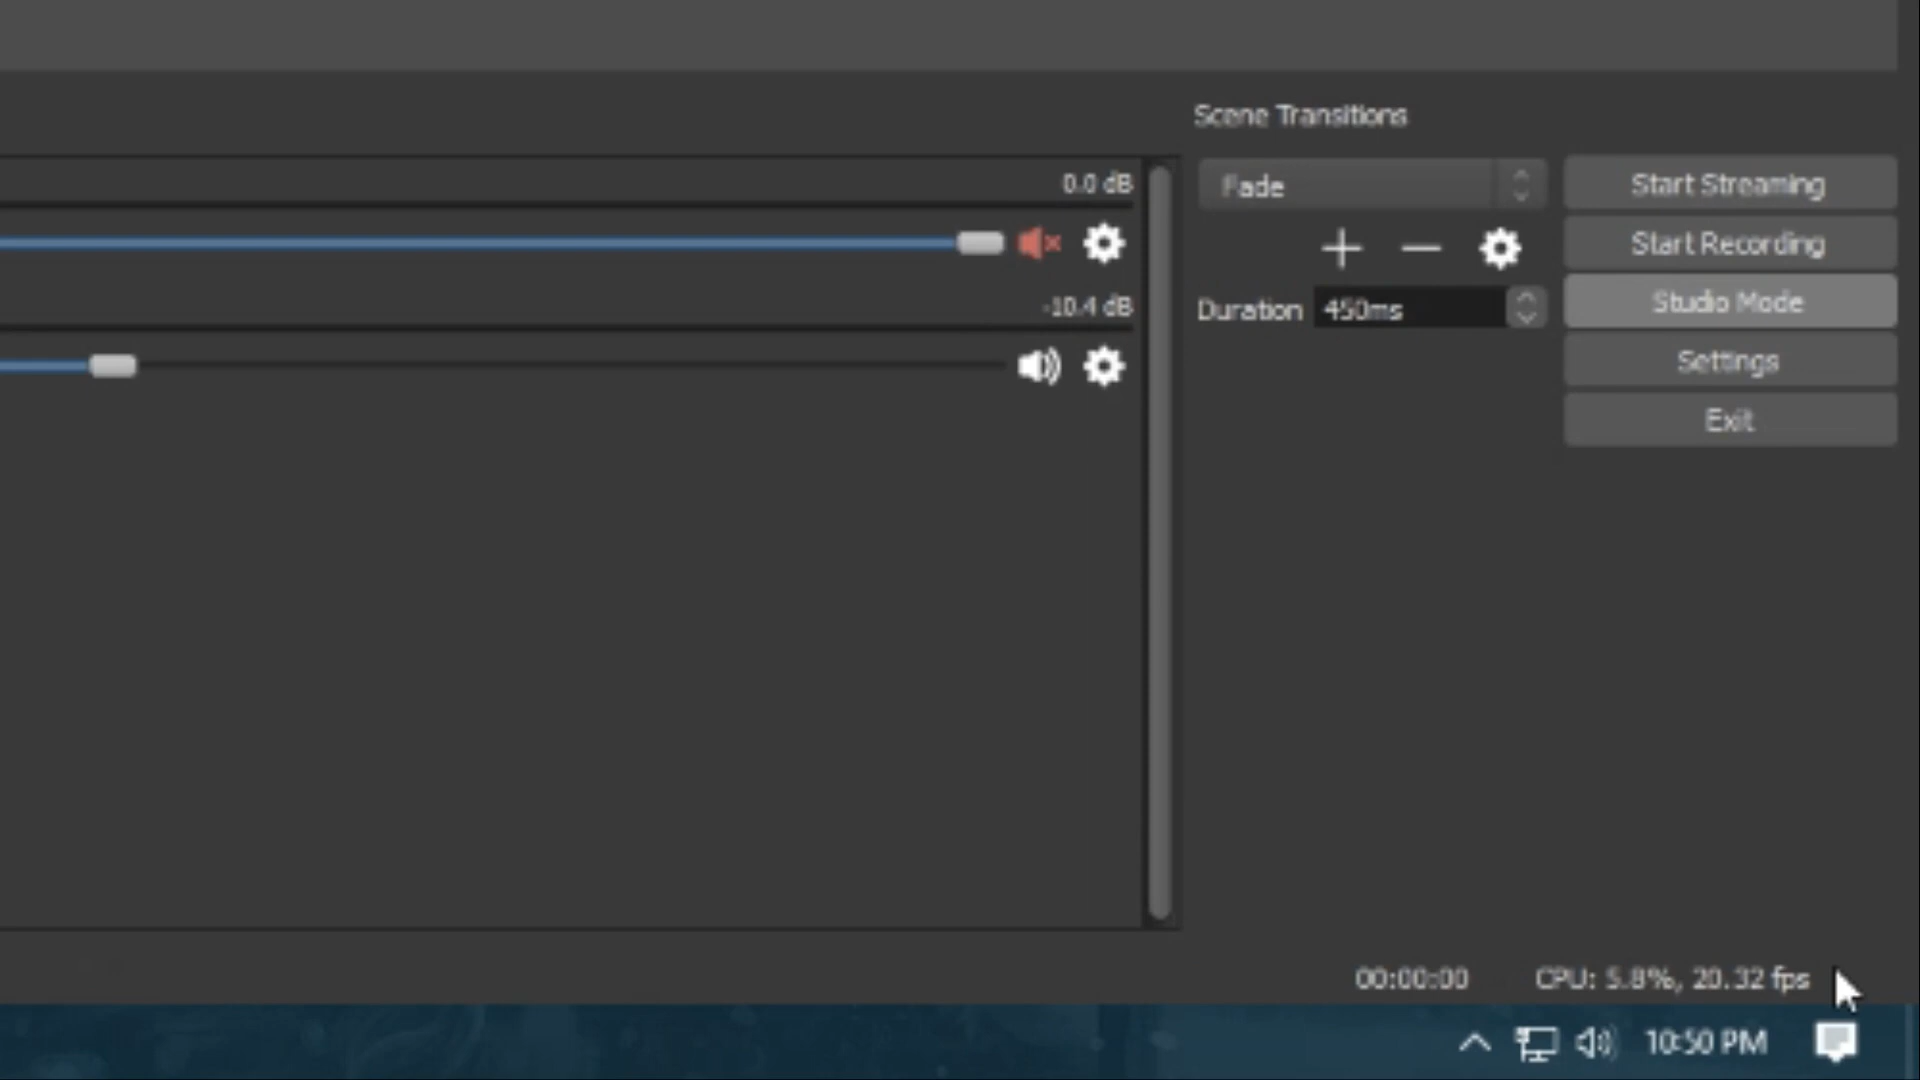 Scene Transitions
0.0 dB
Fade
Start Streaming
Start Recording
-10.4 dB
Duration 450ms
Studio Mode
Settings
Exit
00:00:00 CPU: 5.8%, 20.32 fps
10:50 PM